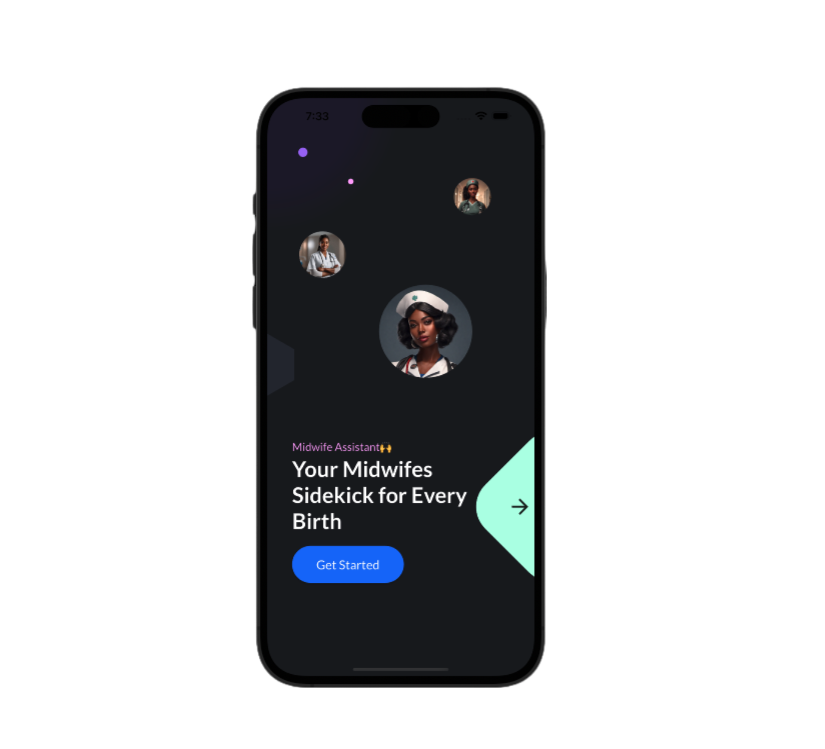 7:33
Midwife Assistant🙌
Your Midwifes
Sidekick for Every
Birth
Get Started